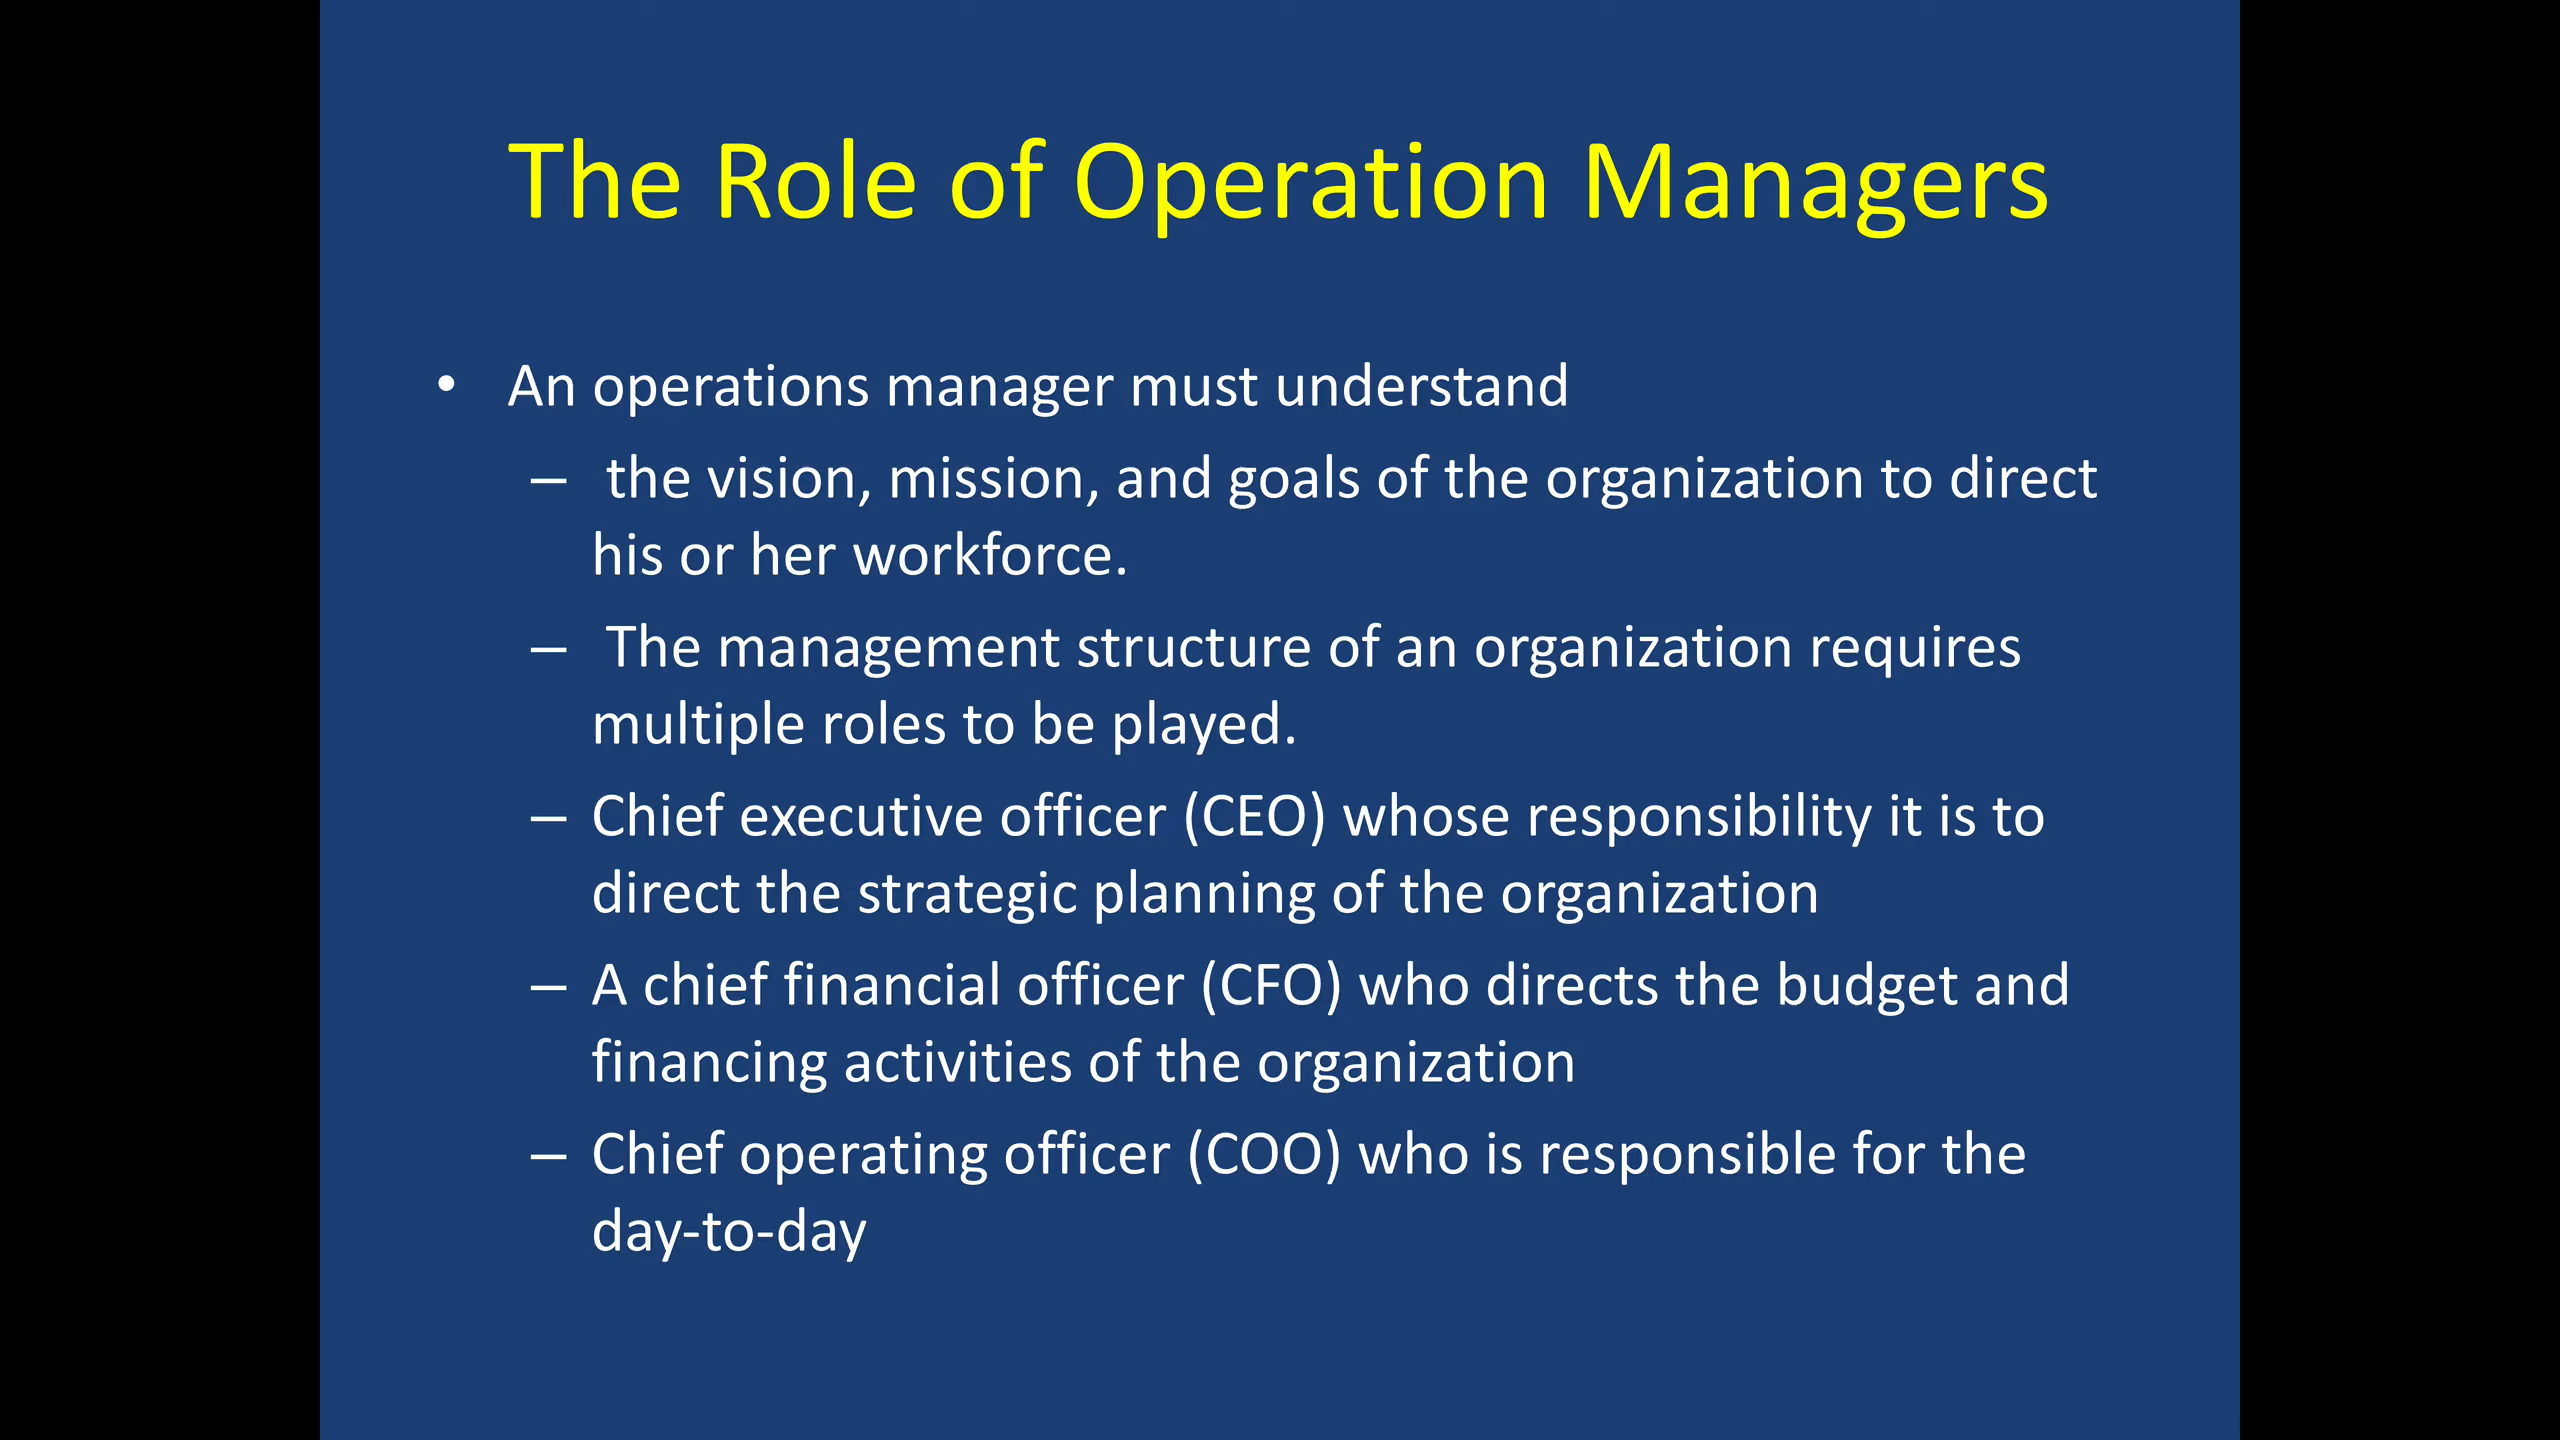 The Role of Operation Managers
• An operations manager must understand
– the vision, mission, and goals of the organization to direct
his or her workforce.
– The management structure of an organization requires
multiple roles to be played.
– Chief executive officer (CEO) whose responsibility it is to
direct the strategic planning of the organization
– A chief financial officer (CFO) who directs the budget and
financing activities of the organization
– Chief operating officer (COO) who is responsible for the
day-to-day